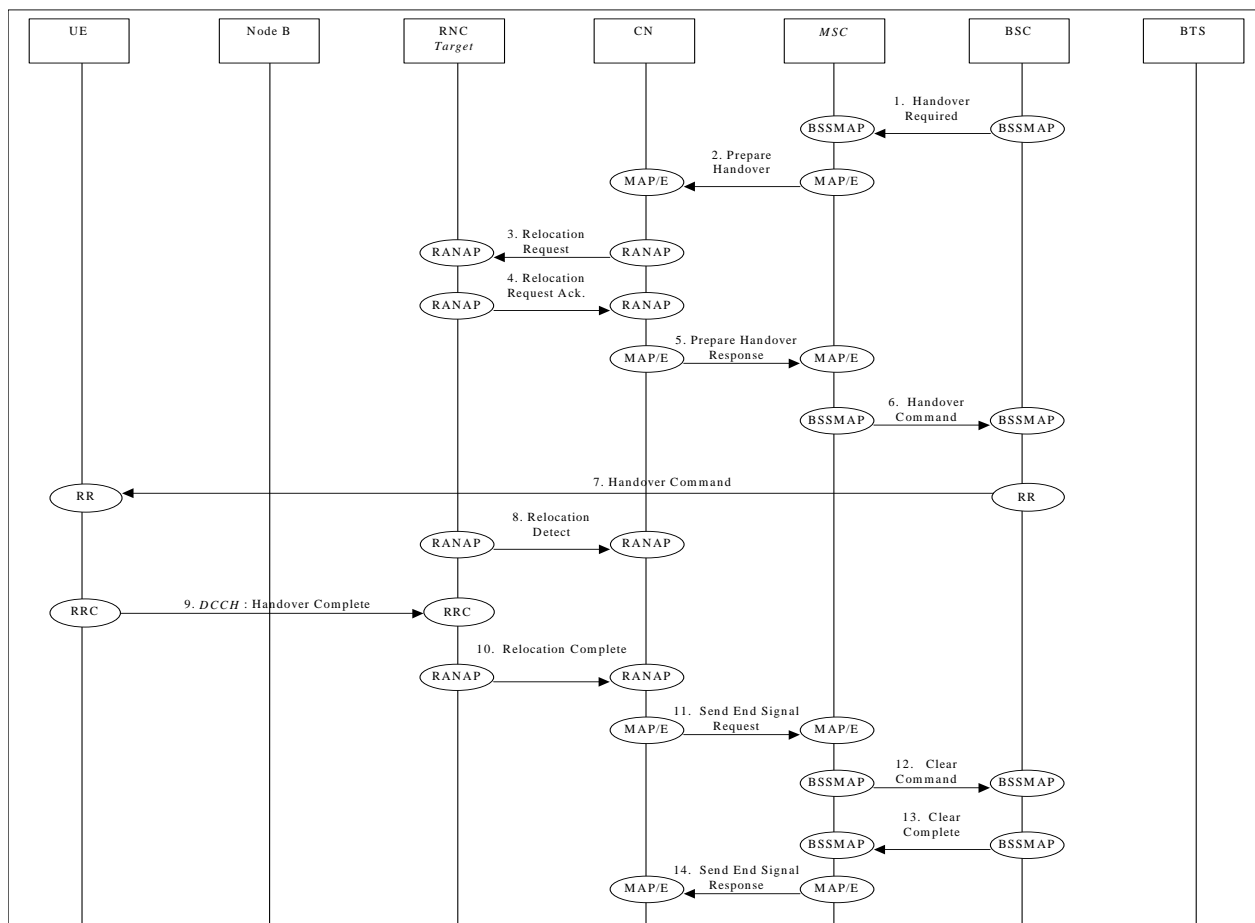 UE
Node B
RNC
Target
CN
MSC
BSC
BTS
1. Handover
Required
BSSMAP
BSSMAP
2. Prepare
Handover
MAP/E
MAP/E
3. Relocation
Request
RANAP
RANAP
4. Relocation
Request Ack.
RANAP
RANAP
5. Prepare Handover
Response
MAP/E
MAP/E
6. Handover
Command
BSSMAP
BSSMAP
7. Handover Command
RR
RR
8. Relocation
Detect
RANAP
RANAP
9. DCCH : Handover Complete
RRC
RRC
10. Relocation Complete
RANAP
RANAP
11. Send End Signal
Request
MAP/E
MAP/E
12. Clear
Command
BSSMAP
BSSMAP
13. Clear
Complete
BSSMAP
BSSMAP
14. Send End Signal
Response
MAP/E
MAP/E